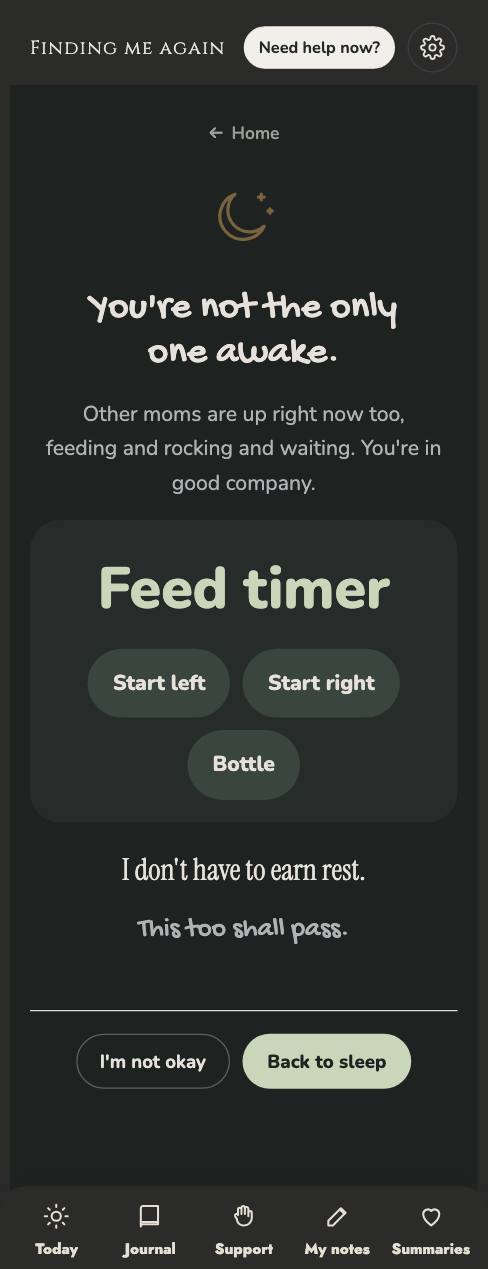 Finding me again
Need help now?
← Home
You're not the only
one awake.
Other moms are up right now too,
feeding and rocking and waiting. You're in
good company.
Feed timer
Start left
Start right
Bottle
I don't have to earn rest.
This too shall pass.
I'm not okay
Back to sleep
Today
Journal
Support
My notes
Summaries